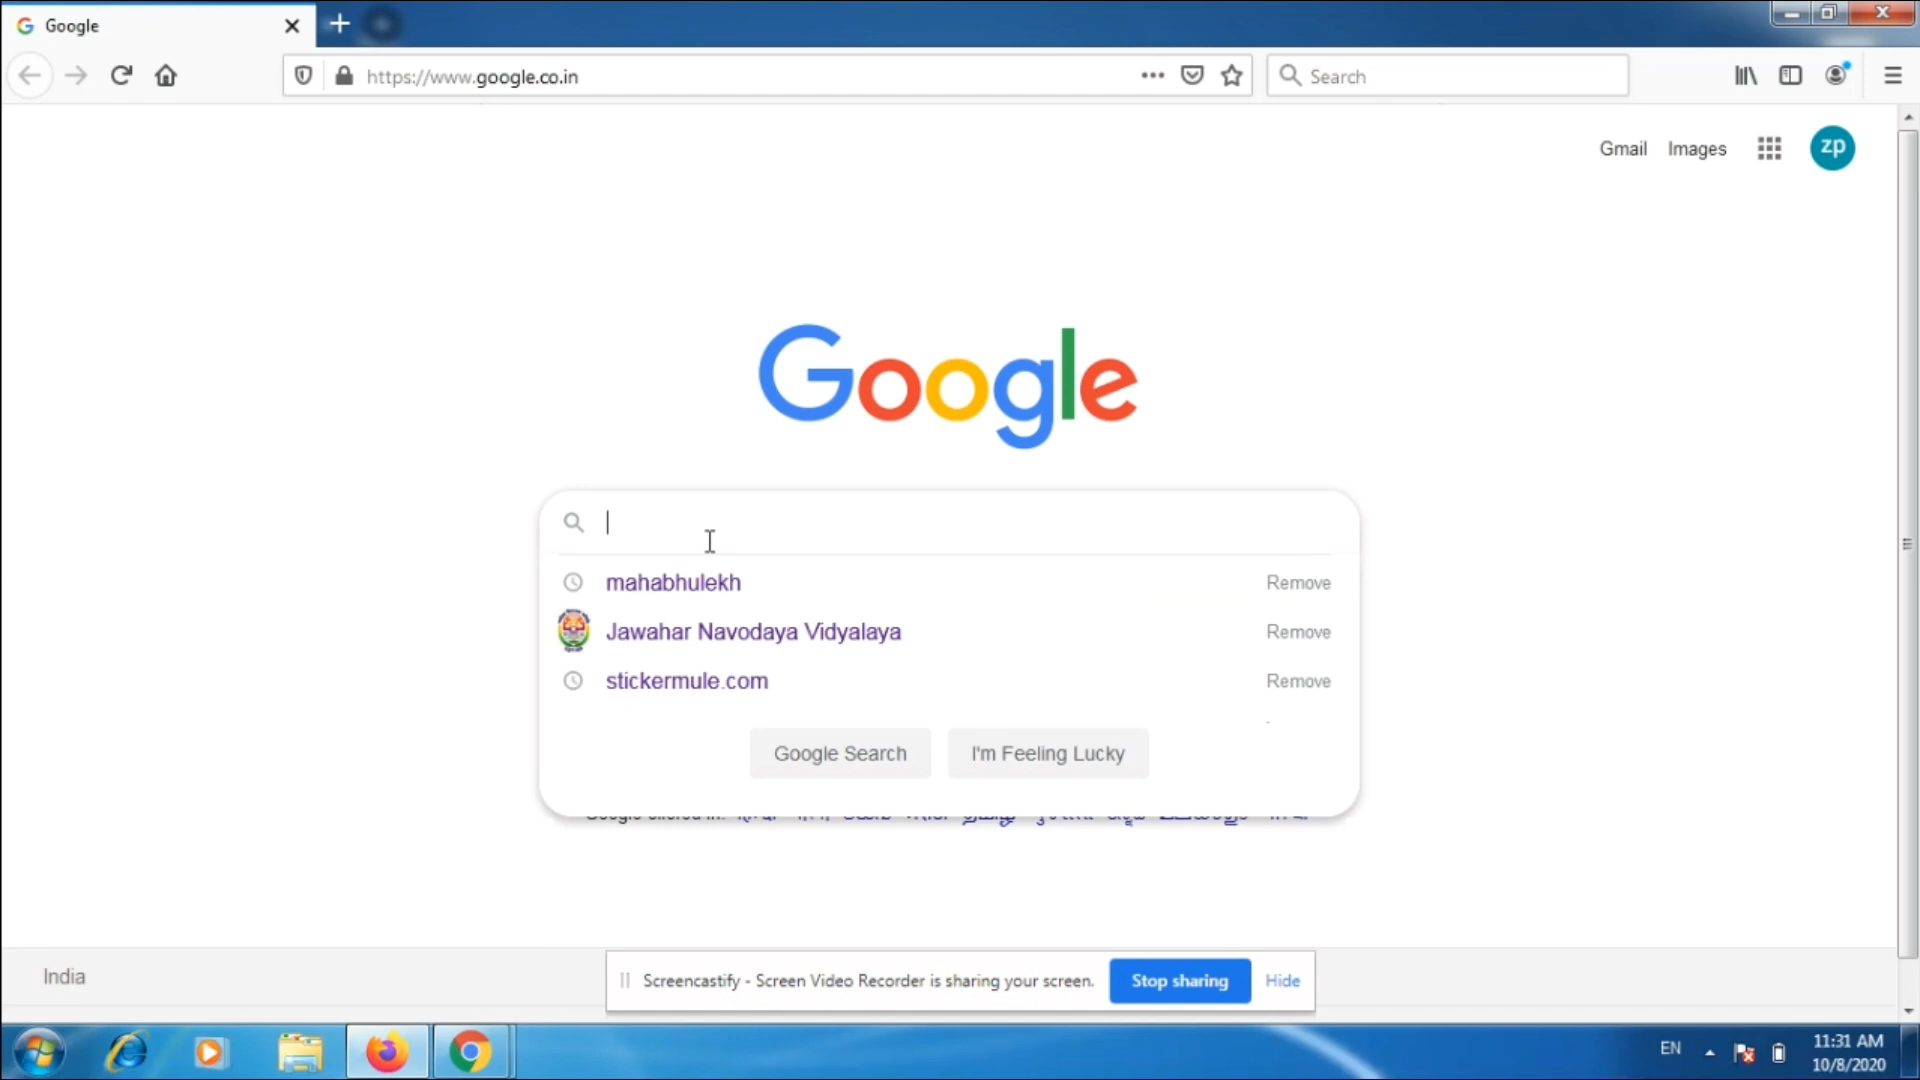 Google
https://www.google.co.in
Search
Gmail
Images
zp
Google
mahabhulekh
Remove
Jawahar Navodaya Vidyalaya
Remove
stickermule.com
Remove
Google Search
I'm Feeling Lucky
India
Screencastify - Screen Video Recorder is sharing your screen.
Stop sharing
Hide
EN
11:31 AM
10/8/2020